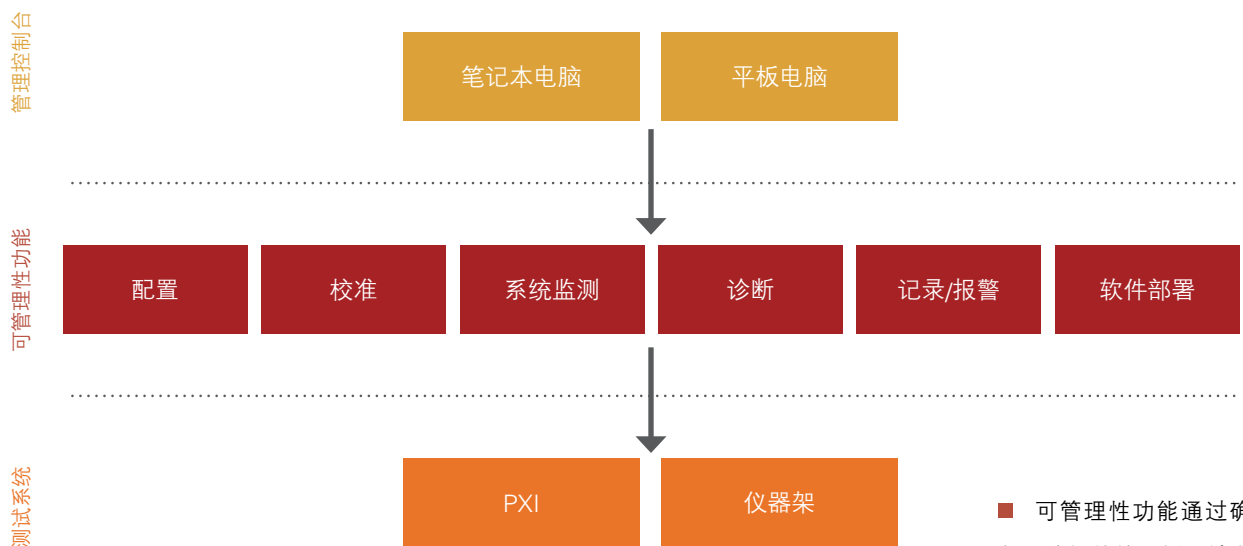 管理控制台
笔记本电脑 平板电脑
可管理性功能
配置 校准 系统监测 诊断 记录/报警 软件部署
测试系统
PXI 仪器架
■ 可管理性功能通过确